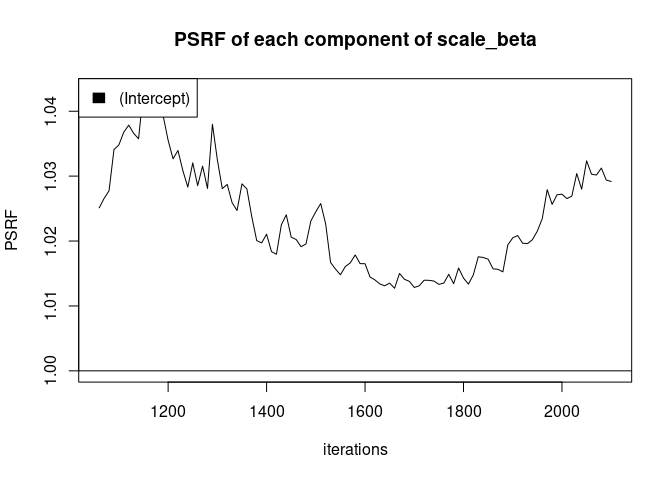 PSRF of each component of scale_beta
(Intercept)
PSRF
1.04
1.03
1.02
1.01
1.00
1200 1400 1600 1800 2000
iterations